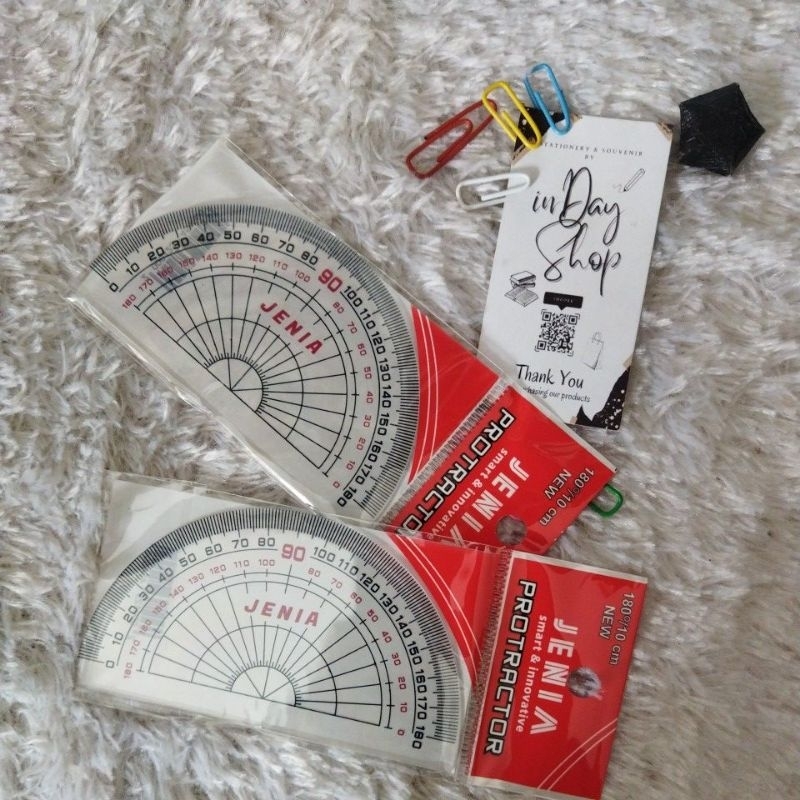 TATIONERY & SOUVENIR
BY
in Day
Shop
Thank You
hasing our products
0 10 20 30 40 50 60 70 80 90 100 110 120 130 140 150 160 170 180
180 170 160 150 140 130 120 110 100 80 70 60 50 40 30 20 10 0
JENIA
180°/10 cm
NEW
JENIA
smart & innovative
PROTRACTOR
0 10 20 30 40 50 60 70 80 90 100 110 120 130 140 150 160 170 180
180 170 160 150 140 130 120 110 100 80 70 60 50 40 30 20 10 0
JENIA
180°/10 cm
NEW
JENIA
smart & innovative
PROTRACTOR